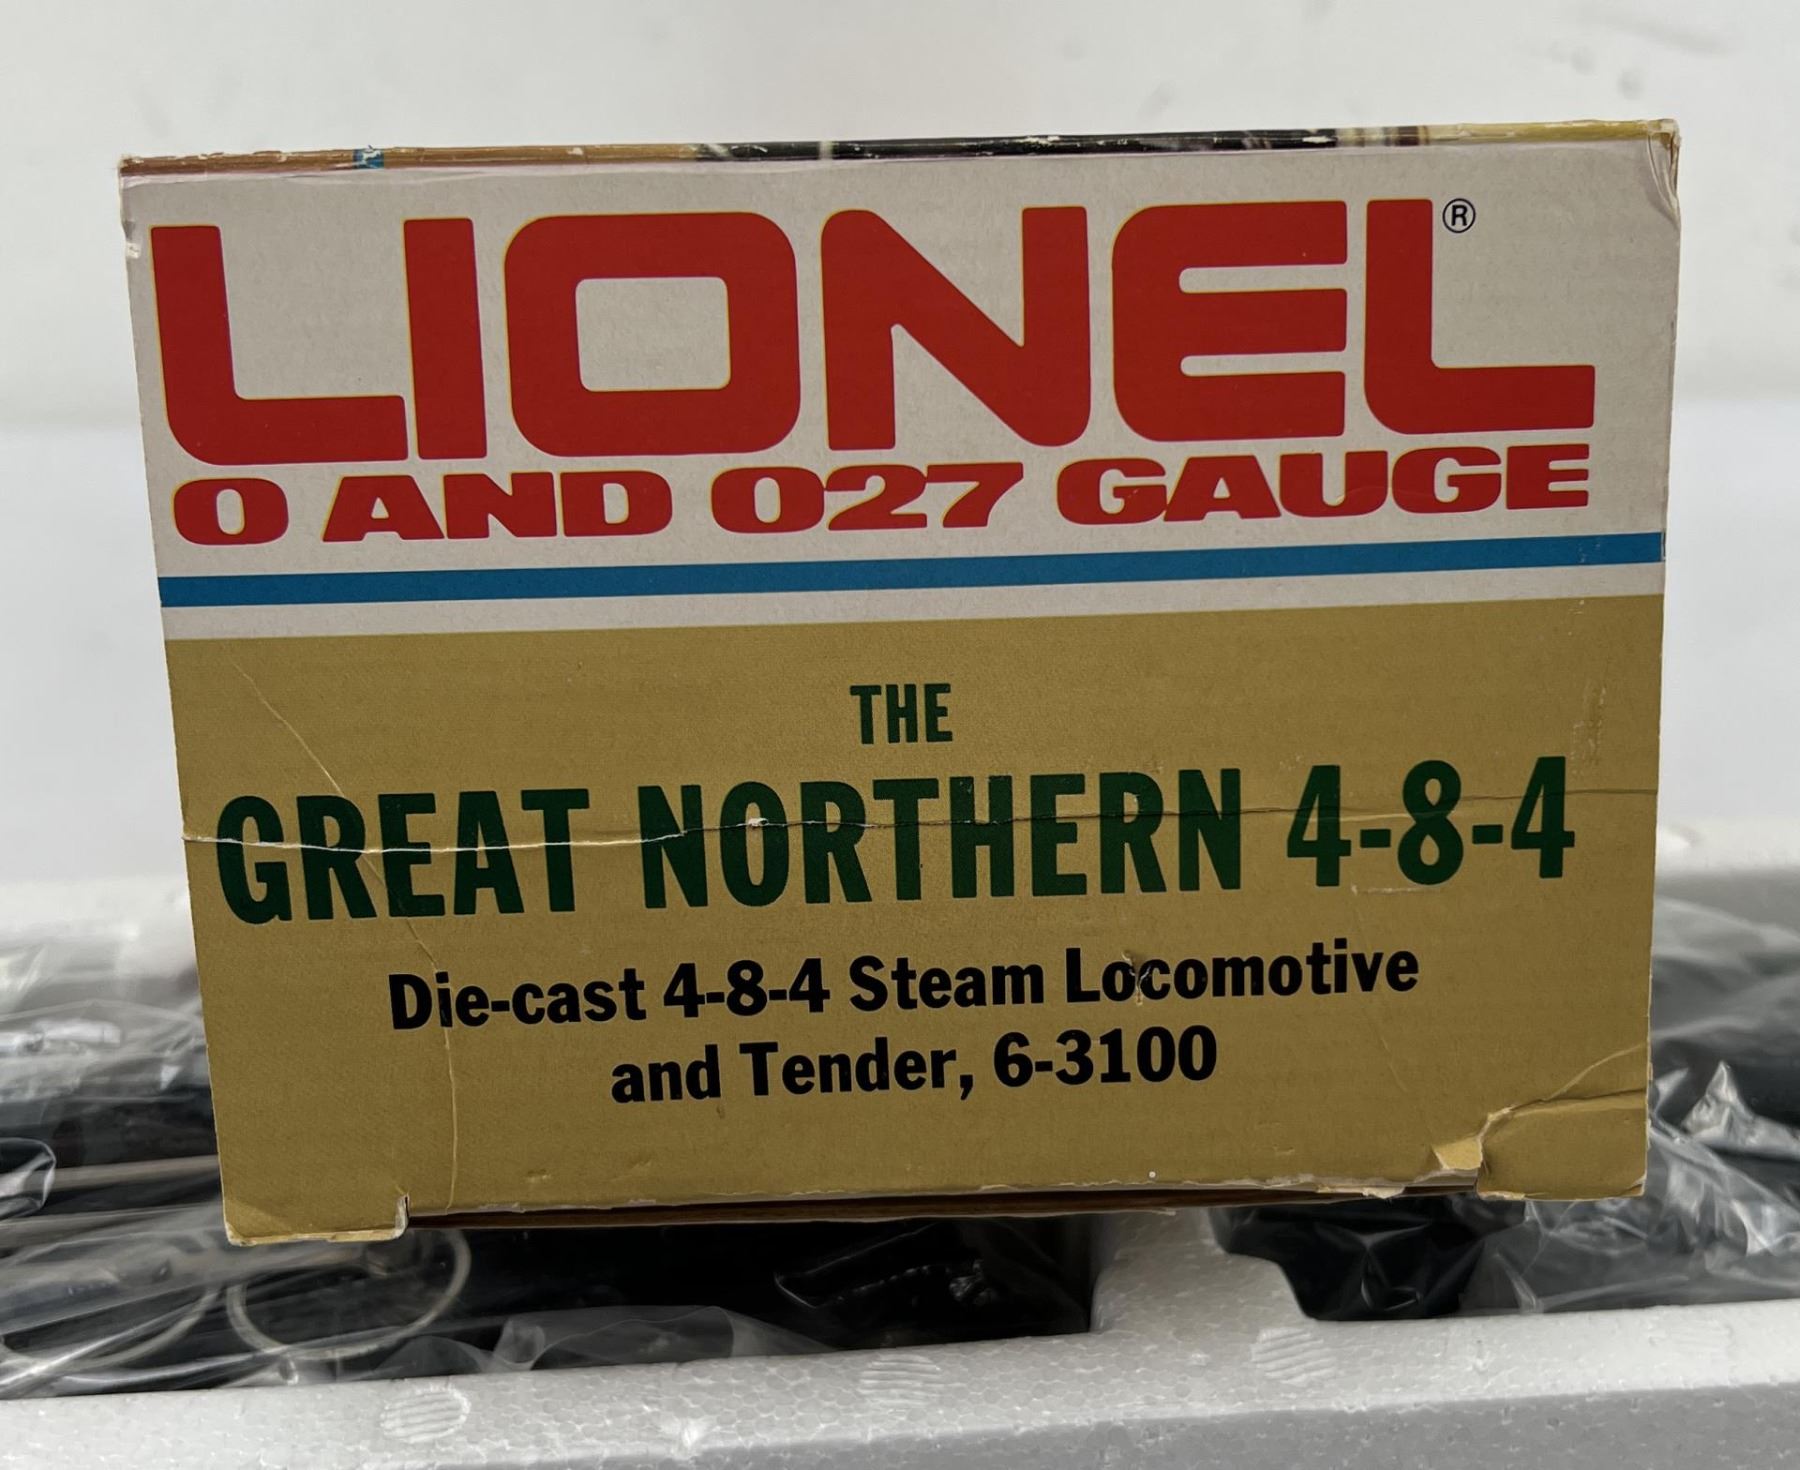 LIONEL®
O AND O27 GAUGE
THE
GREAT NORTHERN 4-8-4
Die-cast 4-8-4 Steam Locomotive
and Tender, 6-3100